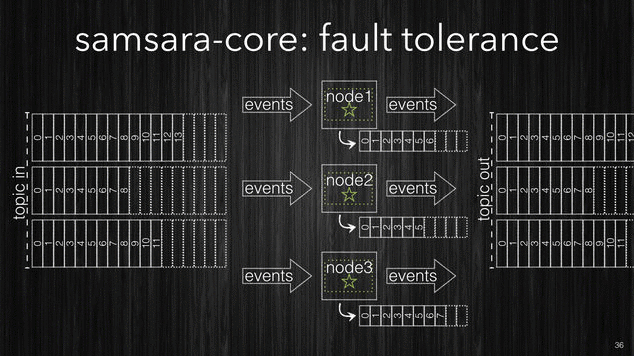 samsara-core: fault tolerance
topic in
0 1 2 3 4 5 6 7 8 9 10 11 12 13
0 1 2 3 4 5 6 7 8
0 1 2 3 4 5 6 7 8 9 10 11
events
node1
events
0 1 2 3 4 5 6
events
node2
events
0 1 2 3 4 5
events
node3
events
0 1 2 3 4 5 6 7
topic out
0 1 2 3 4 5 6 7 8 9 10 11
0 1 2 3 4 5 6 7 8
0 1 2 3 4 5 6 7 8 9 10 11
36